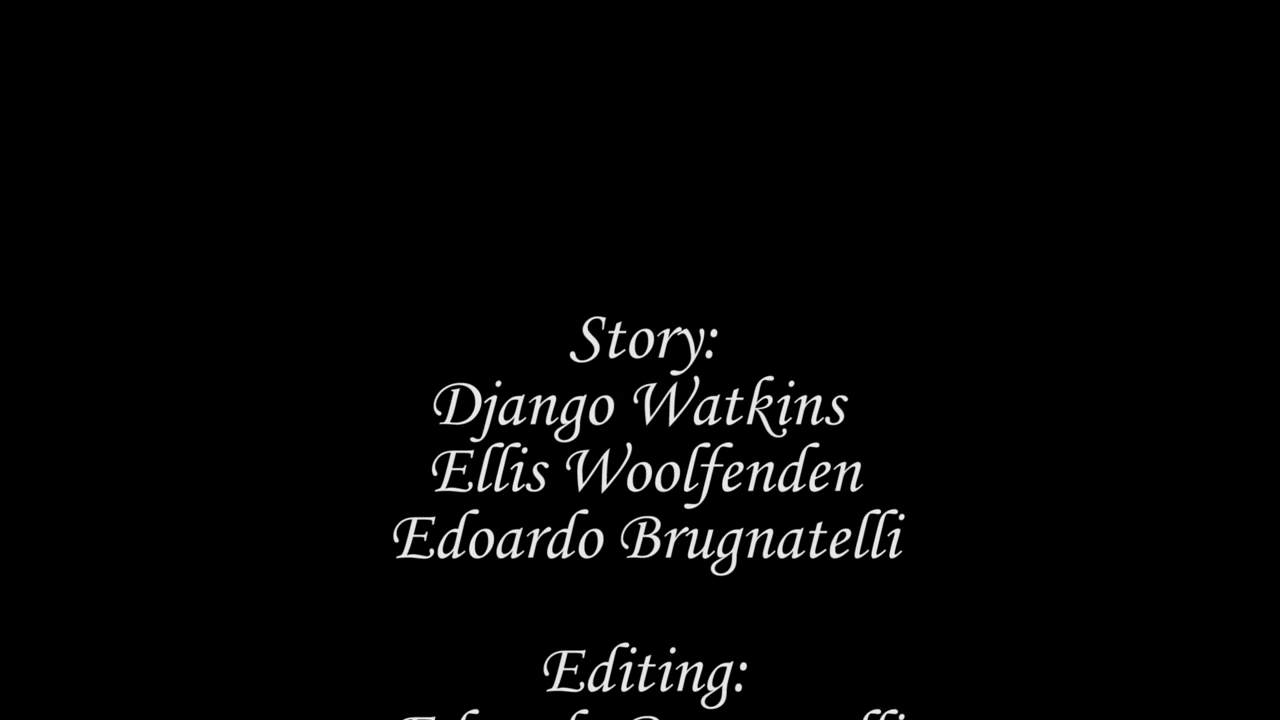 Story:
Django Watkins
Ellis Woolfenden
Edoardo Brugnatelli
Editing: